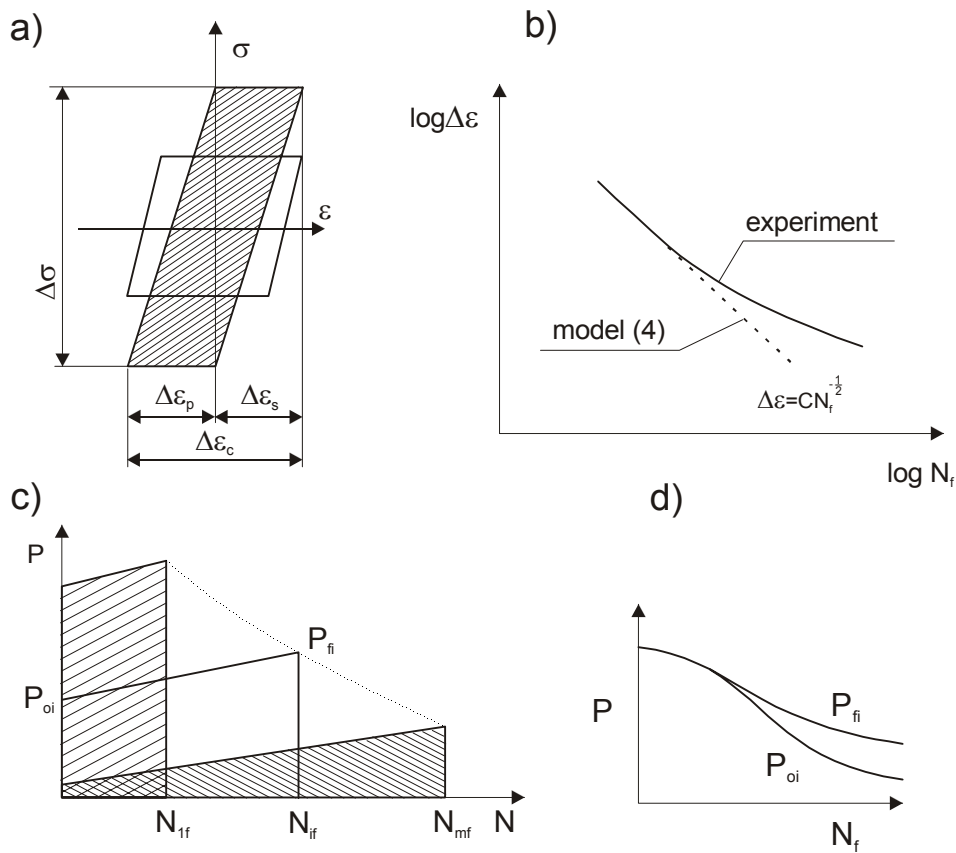 a)
σ
ε
Δσ
Δε_p
Δε_s
Δε_c
b)
logΔε
experiment
model (4)
Δε=CN_f^{-1/2}
log N_f
c)
P
P_fi
P_oi
N_1f
N_if
N_mf
N
d)
P
P_fi
P_oi
N_f